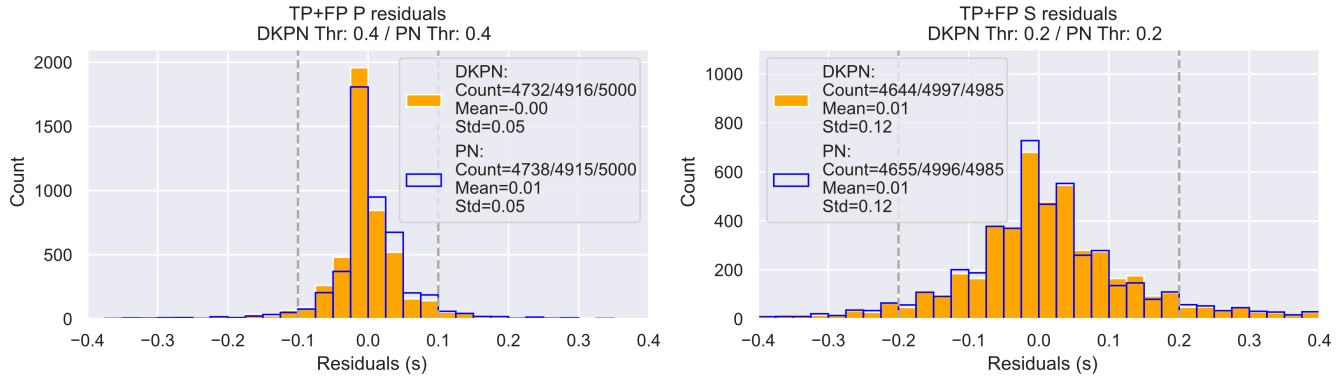 TP+FP P residuals
DKPN Thr: 0.4 / PN Thr: 0.4
2000
1500
1000
500
0
Count
DKPN:
Count=4732/4916/5000
Mean=-0.00
Std=0.05
PN:
Count=4738/4915/5000
Mean=0.01
Std=0.05
−0.4 −0.3 −0.2 −0.1 0.0 0.1 0.2 0.3 0.4
Residuals (s)
TP+FP S residuals
DKPN Thr: 0.2 / PN Thr: 0.2
1000
800
600
400
200
0
Count
DKPN:
Count=4644/4997/4985
Mean=0.01
Std=0.12
PN:
Count=4655/4996/4985
Mean=0.01
Std=0.12
−0.4 −0.3 −0.2 −0.1 0.0 0.1 0.2 0.3 0.4
Residuals (s)